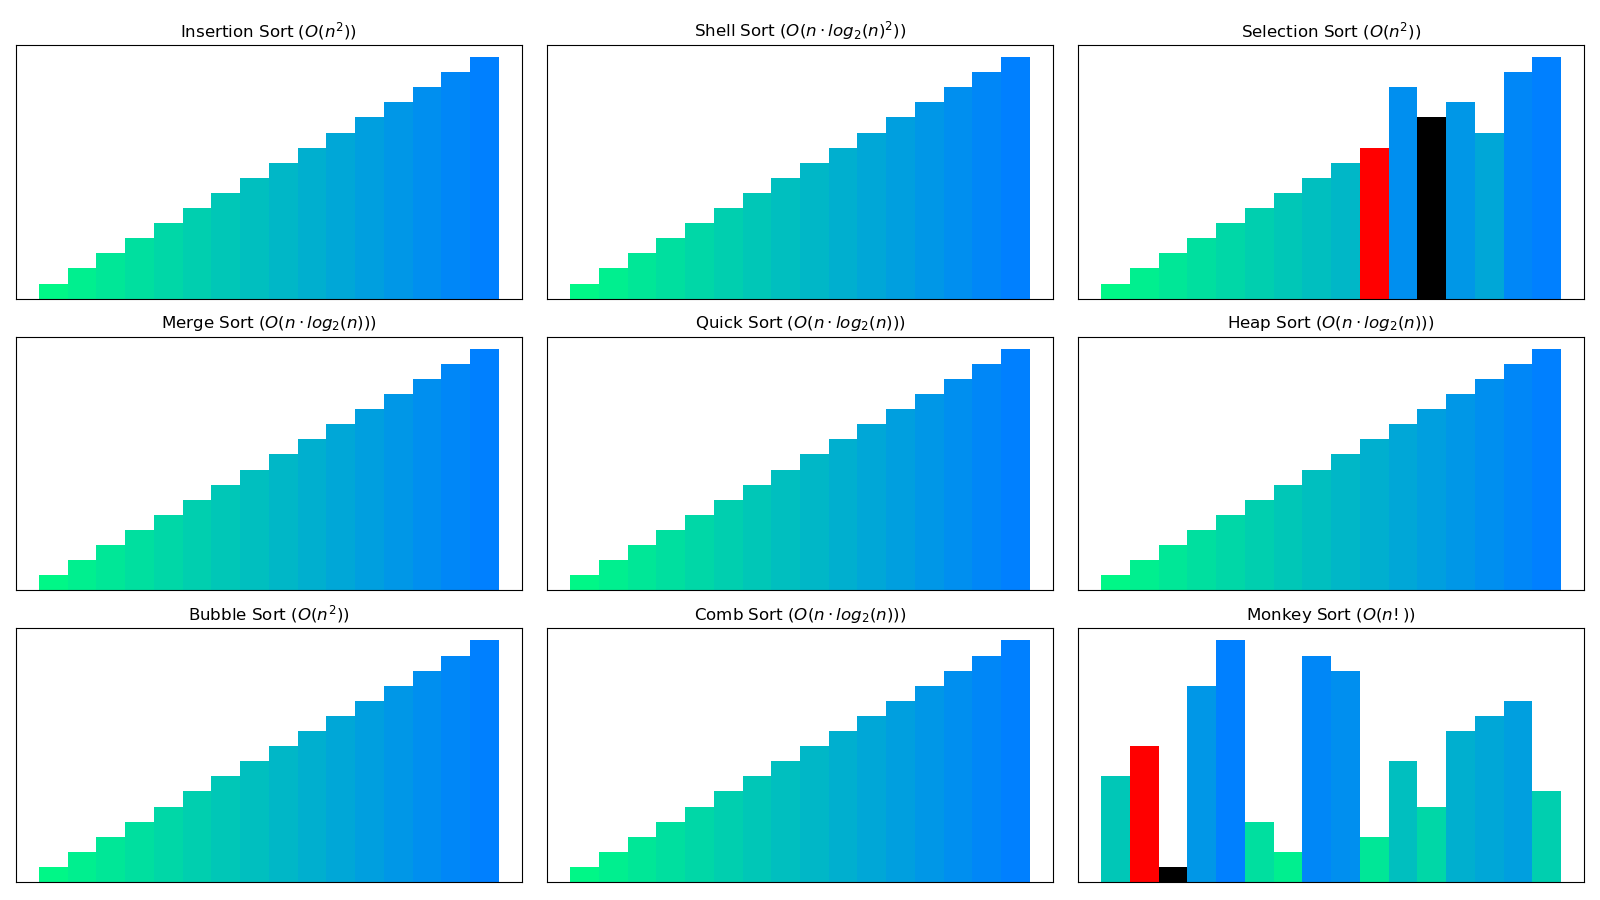 Insertion Sort (O(n²))
Shell Sort (O(n · log₂(n)²))
Selection Sort (O(n²))
Merge Sort (O(n · log₂(n)))
Quick Sort (O(n · log₂(n)))
Heap Sort (O(n · log₂(n)))
Bubble Sort (O(n²))
Comb Sort (O(n · log₂(n)))
Monkey Sort (O(n!))